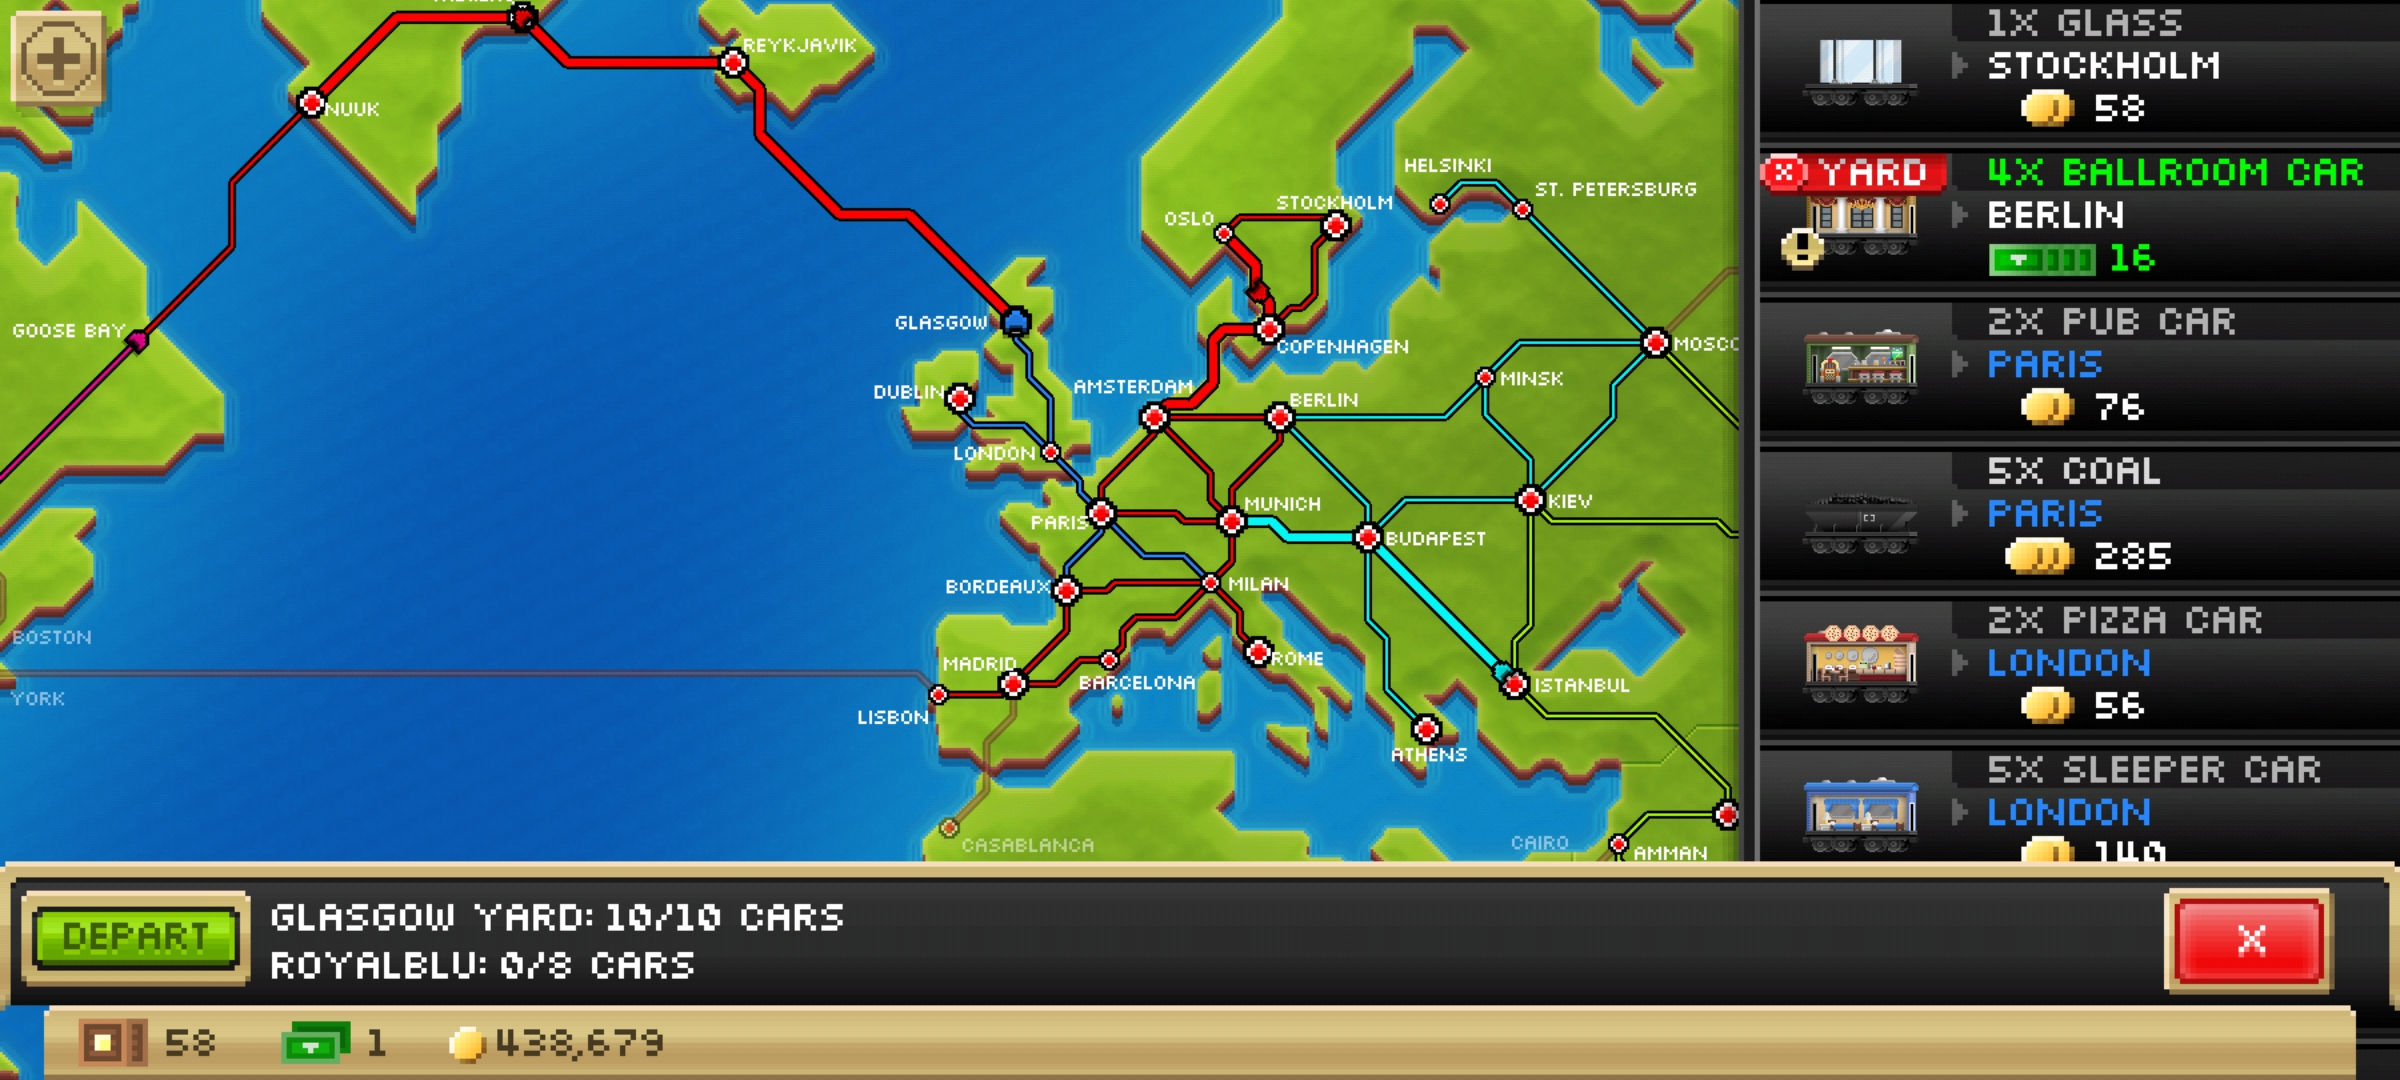 REYKJAVIK
NUUK
HELSINKI
ST. PETERSBURG
STOCKHOLM
OSLO
GOOSE BAY
GLASGOW
COPENHAGEN
MOSCO
DUBLIN
AMSTERDAM
MINSK
BERLIN
LONDON
PARIS
MUNICH
KIEV
BUDAPEST
BORDEAUX
MILAN
BOSTON
MADRID
ROME
BARCELONA
ISTANBUL
YORK
LISBON
ATHENS
CASABLANCA
CAIRO
AMMAN
1X GLASS
STOCKHOLM
58
YARD
4X BALLROOM CAR
BERLIN
16
2X PUB CAR
PARIS
76
5X COAL
PARIS
285
2X PIZZA CAR
LONDON
56
5X SLEEPER CAR
LONDON
140
DEPART
GLASGOW YARD: 10/10 CARS
ROYALBLU: 0/8 CARS
X
58
1
438,679